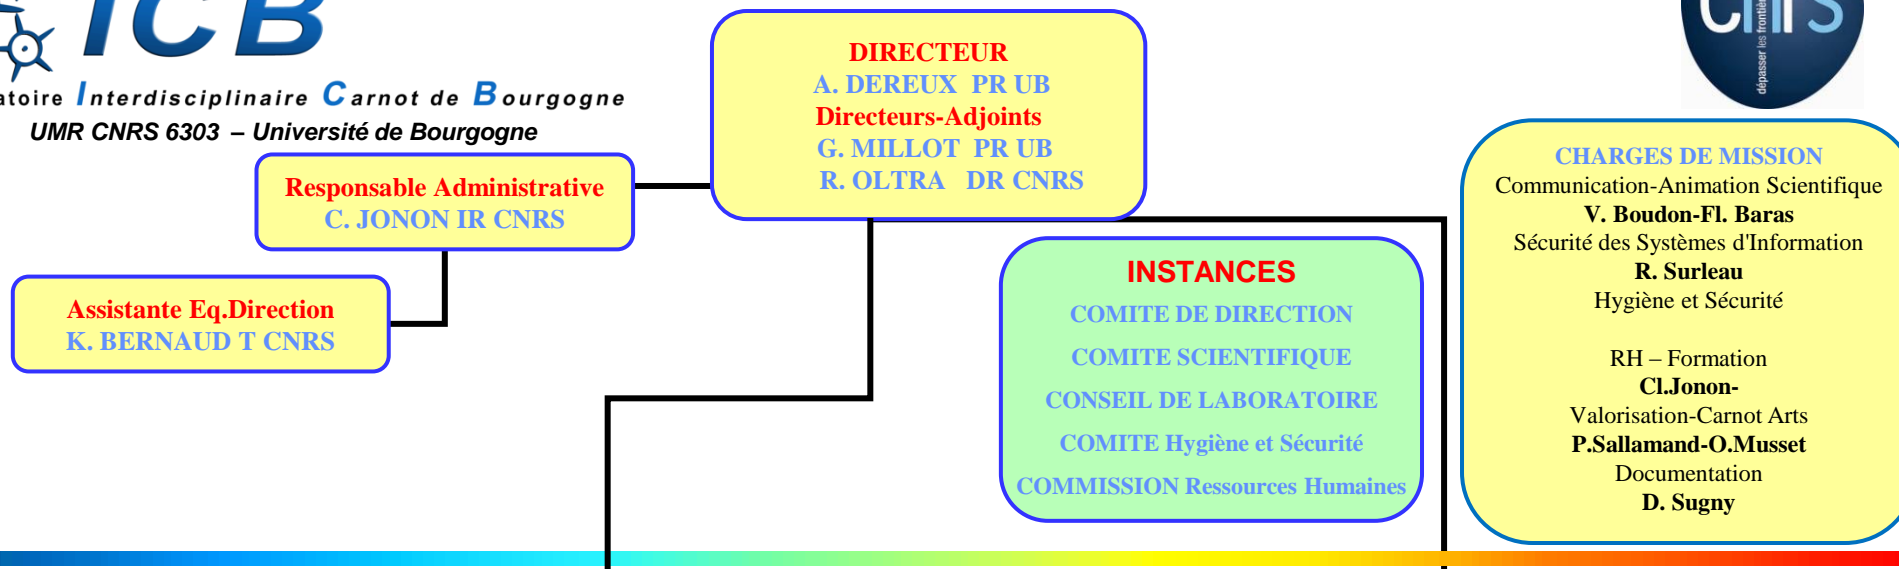 ICB
atoire Interdisciplinaire Carnot de Bourgogne
UMR CNRS 6303 – Université de Bourgogne
DIRECTEUR
A. DEREUX PR UB
Directeurs-Adjoints
G. MILLOT PR UB
R. OLTRA DR CNRS
cnrs
dépasser les frontiè
Responsable Administrative
C. JONON IR CNRS
Assistante Eq.Direction
K. BERNAUD T CNRS
INSTANCES
COMITE DE DIRECTION
COMITE SCIENTIFIQUE
CONSEIL DE LABORATOIRE
COMITE Hygiène et Sécurité
COMMISSION Ressources Humaines
CHARGES DE MISSION
Communication-Animation Scientifique
V. Boudon-Fl. Baras
Sécurité des Systèmes d'Information
R. Surleau
Hygiène et Sécurité
RH – Formation
Cl.Jonon-
Valorisation-Carnot Arts
P.Sallamand-O.Musset
Documentation
D. Sugny